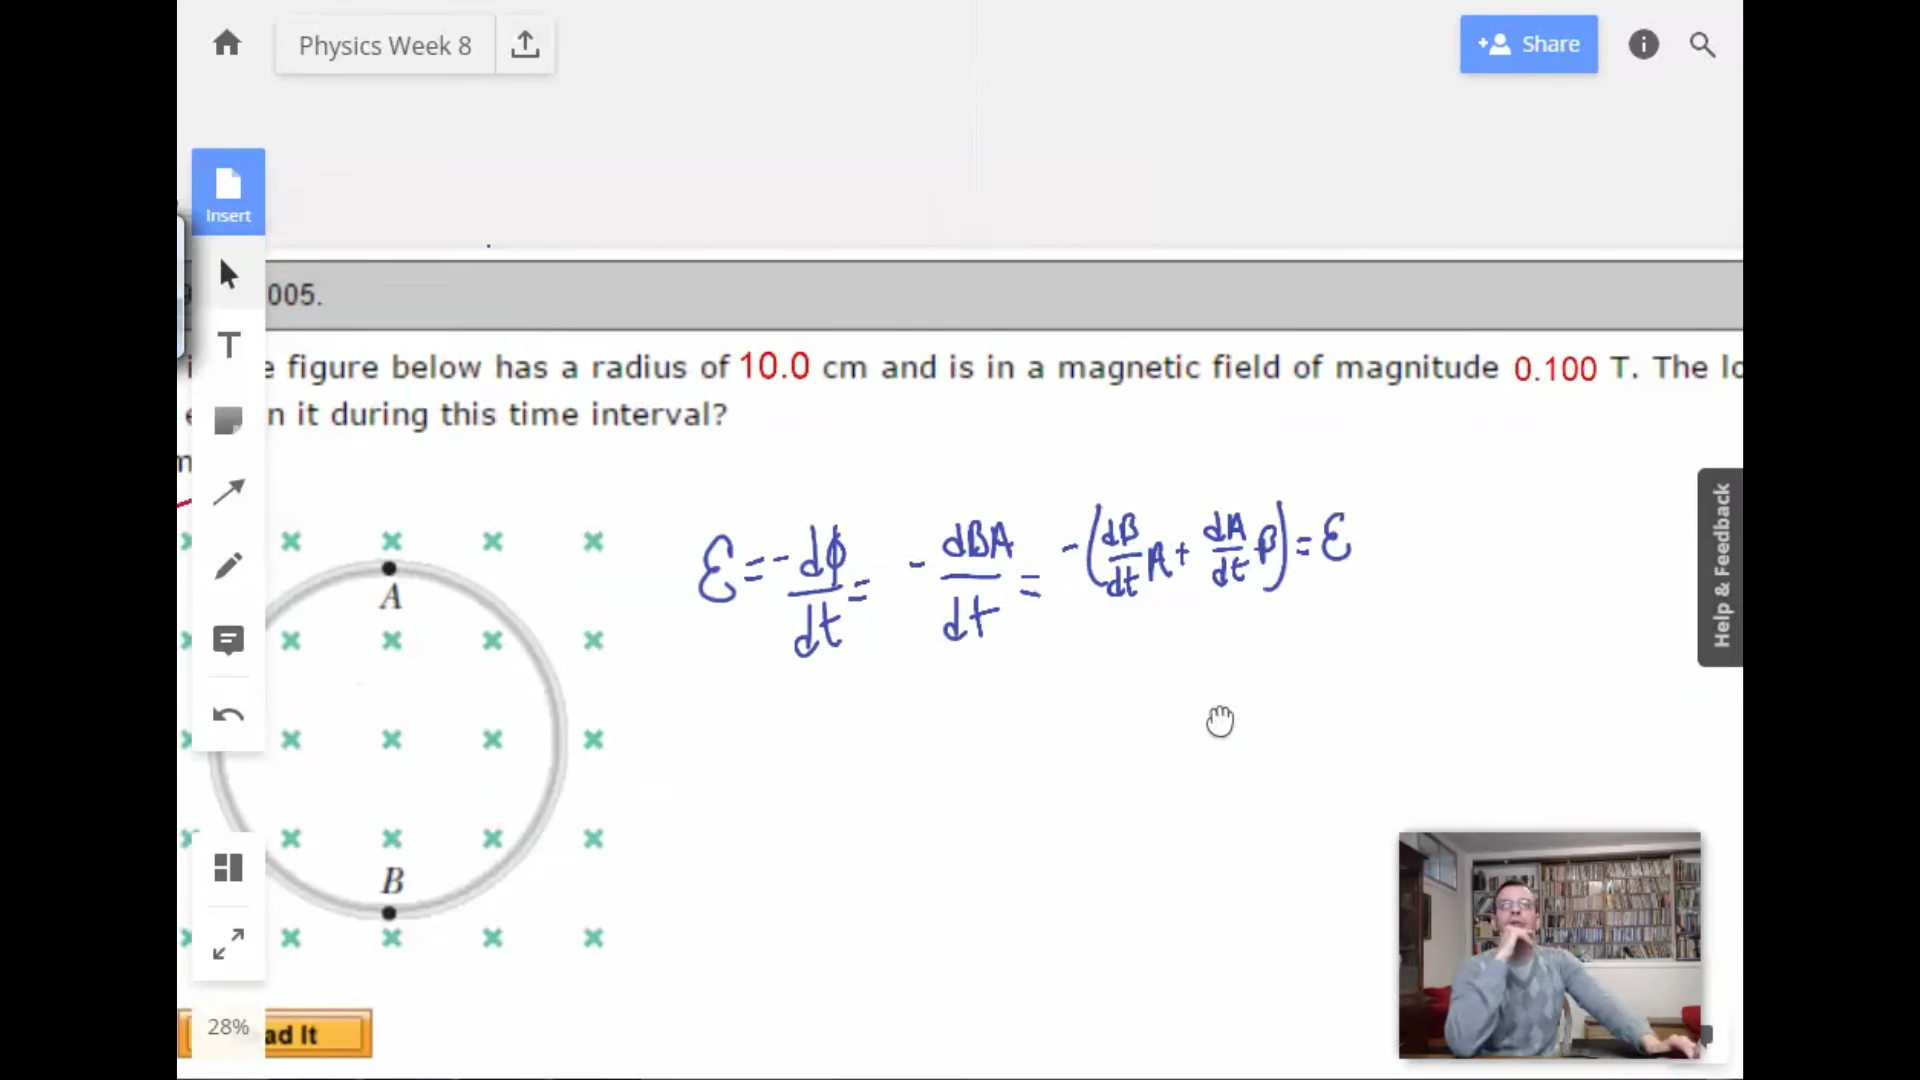 Physics Week 8
Share
Insert
T
005.
e figure below has a radius of 10.0 cm and is in a magnetic field of magnitude 0.100 T. The lo
n it during this time interval?
m
ℰ = - dϕ/dt = - dBA/dt = -(dB/dt A + dA/dt B) = ℰ
A
B
Help & Feedback
28%
ad It